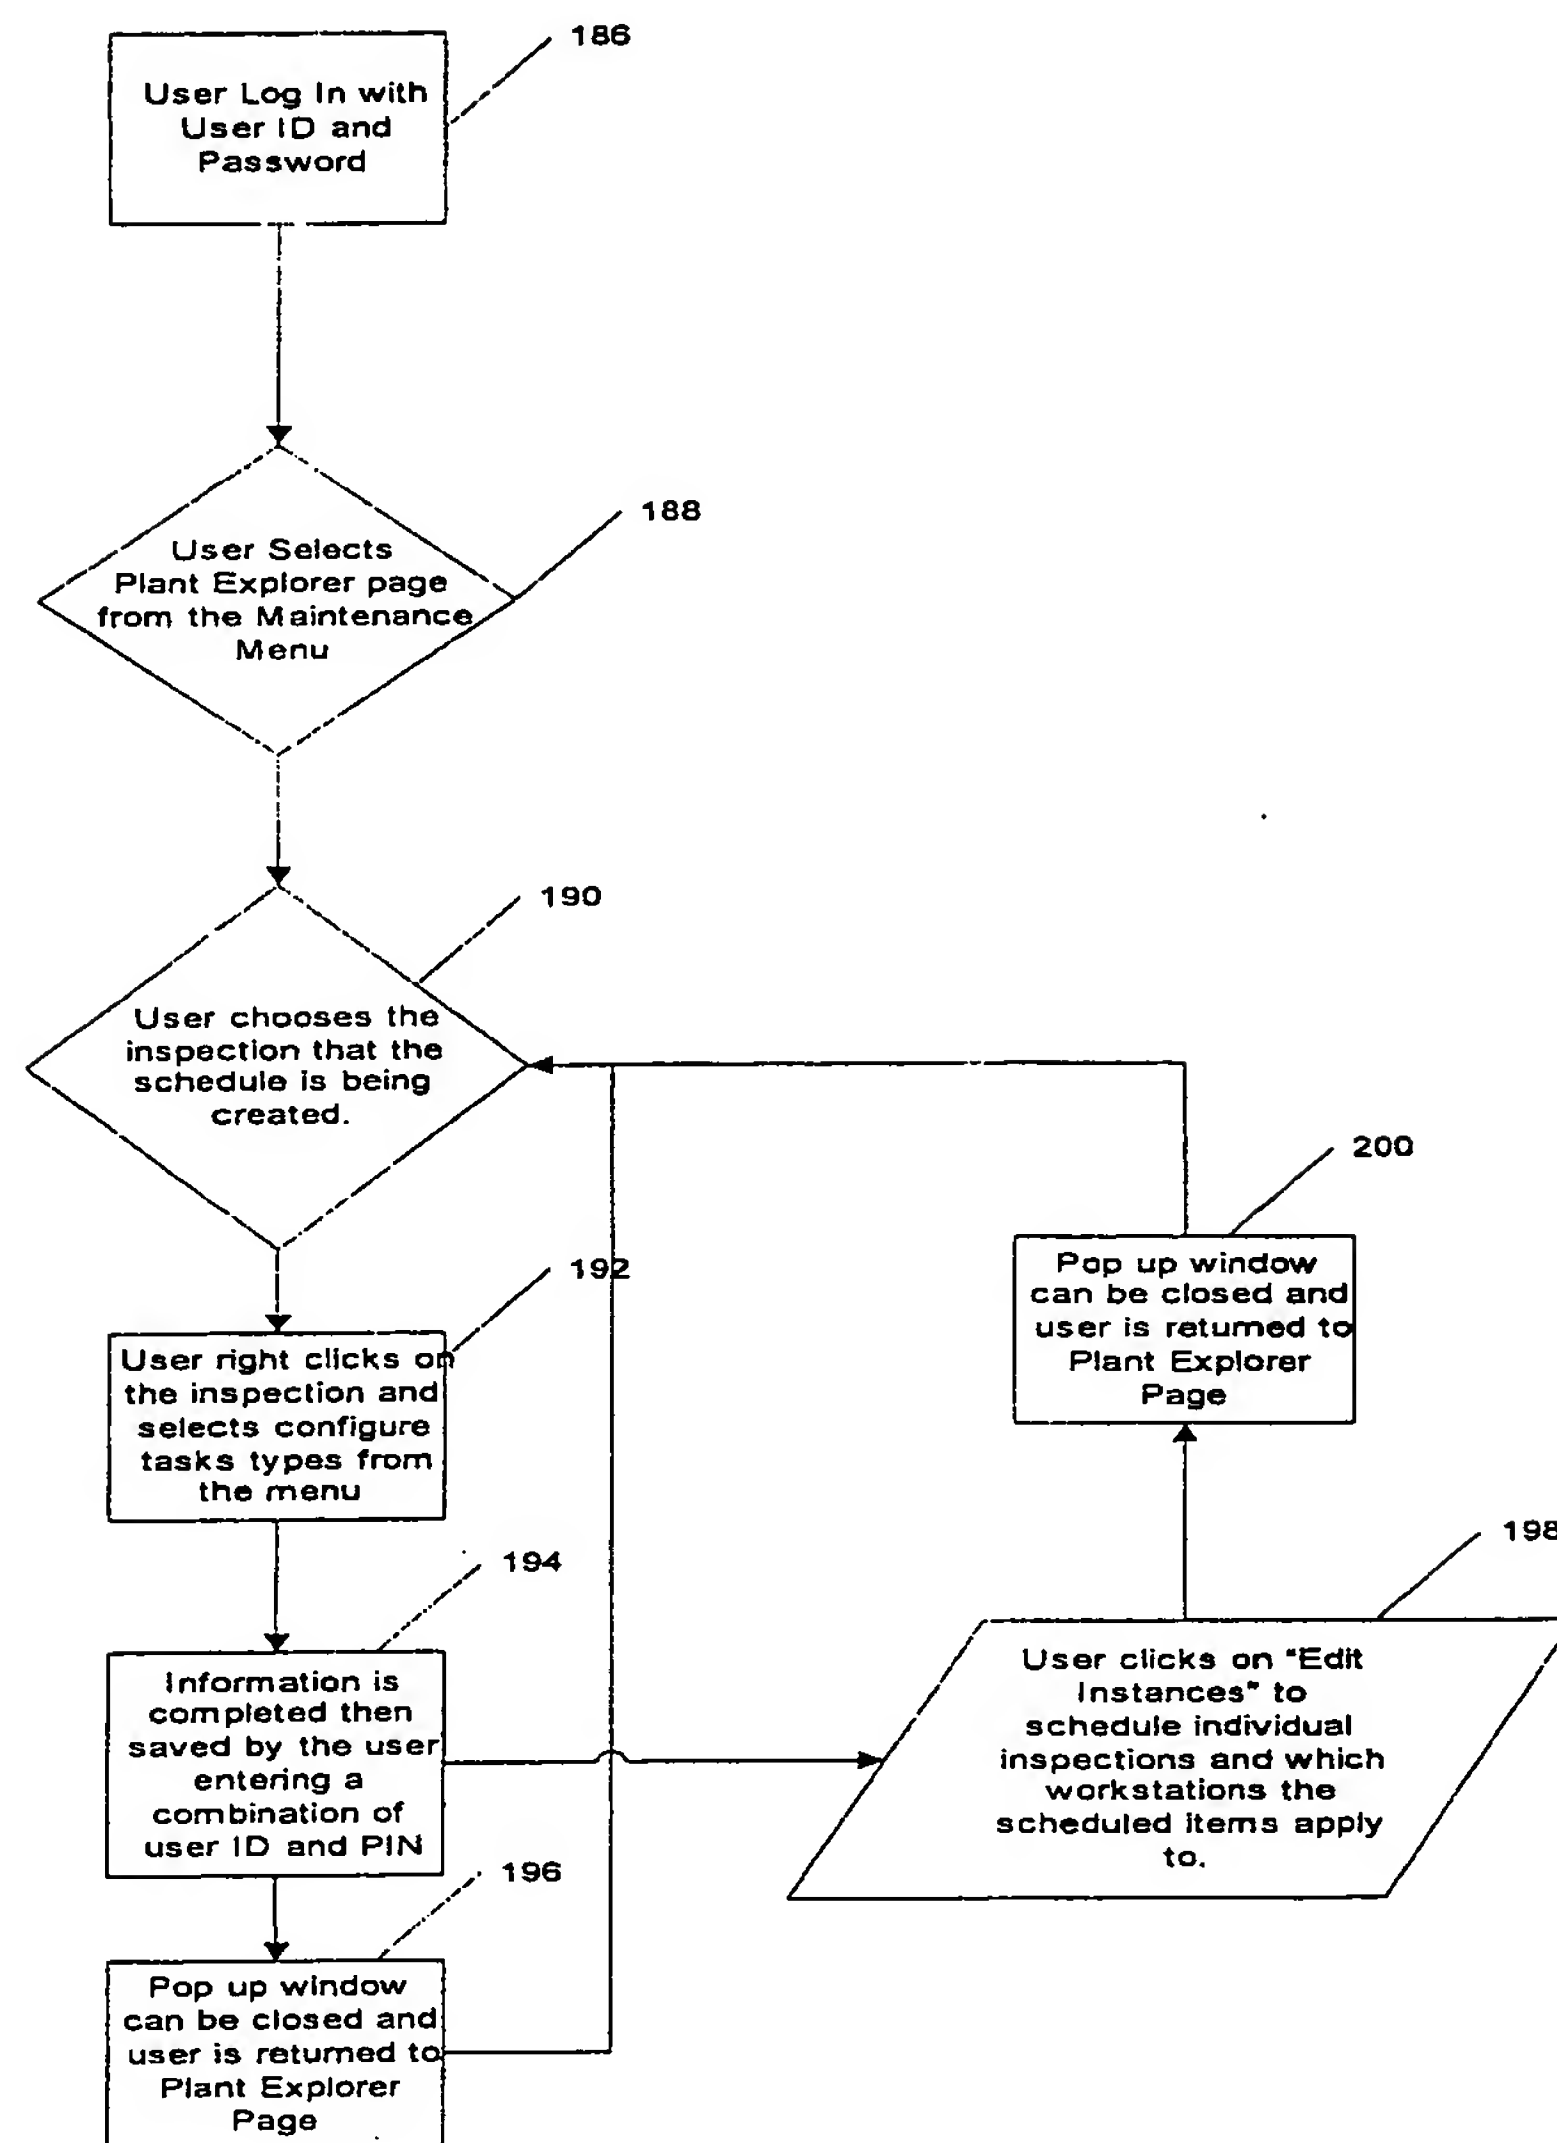 186
User Log In with
User ID and
Password
188
User Selects
Plant Explorer page
from the Maintenance
Menu
190
User chooses the
inspection that the
schedule is being
created.
192
User right clicks on
the inspection and
selects configure
tasks types from
the menu
194
Information is
completed then
saved by the user
entering a
combination of
user ID and PIN
196
Pop up window
can be closed and
user is returned to
Plant Explorer
Page
198
User clicks on "Edit
Instances" to
schedule individual
inspections and which
workstations the
scheduled items apply
to.
200
Pop up window
can be closed and
user is returned to
Plant Explorer
Page